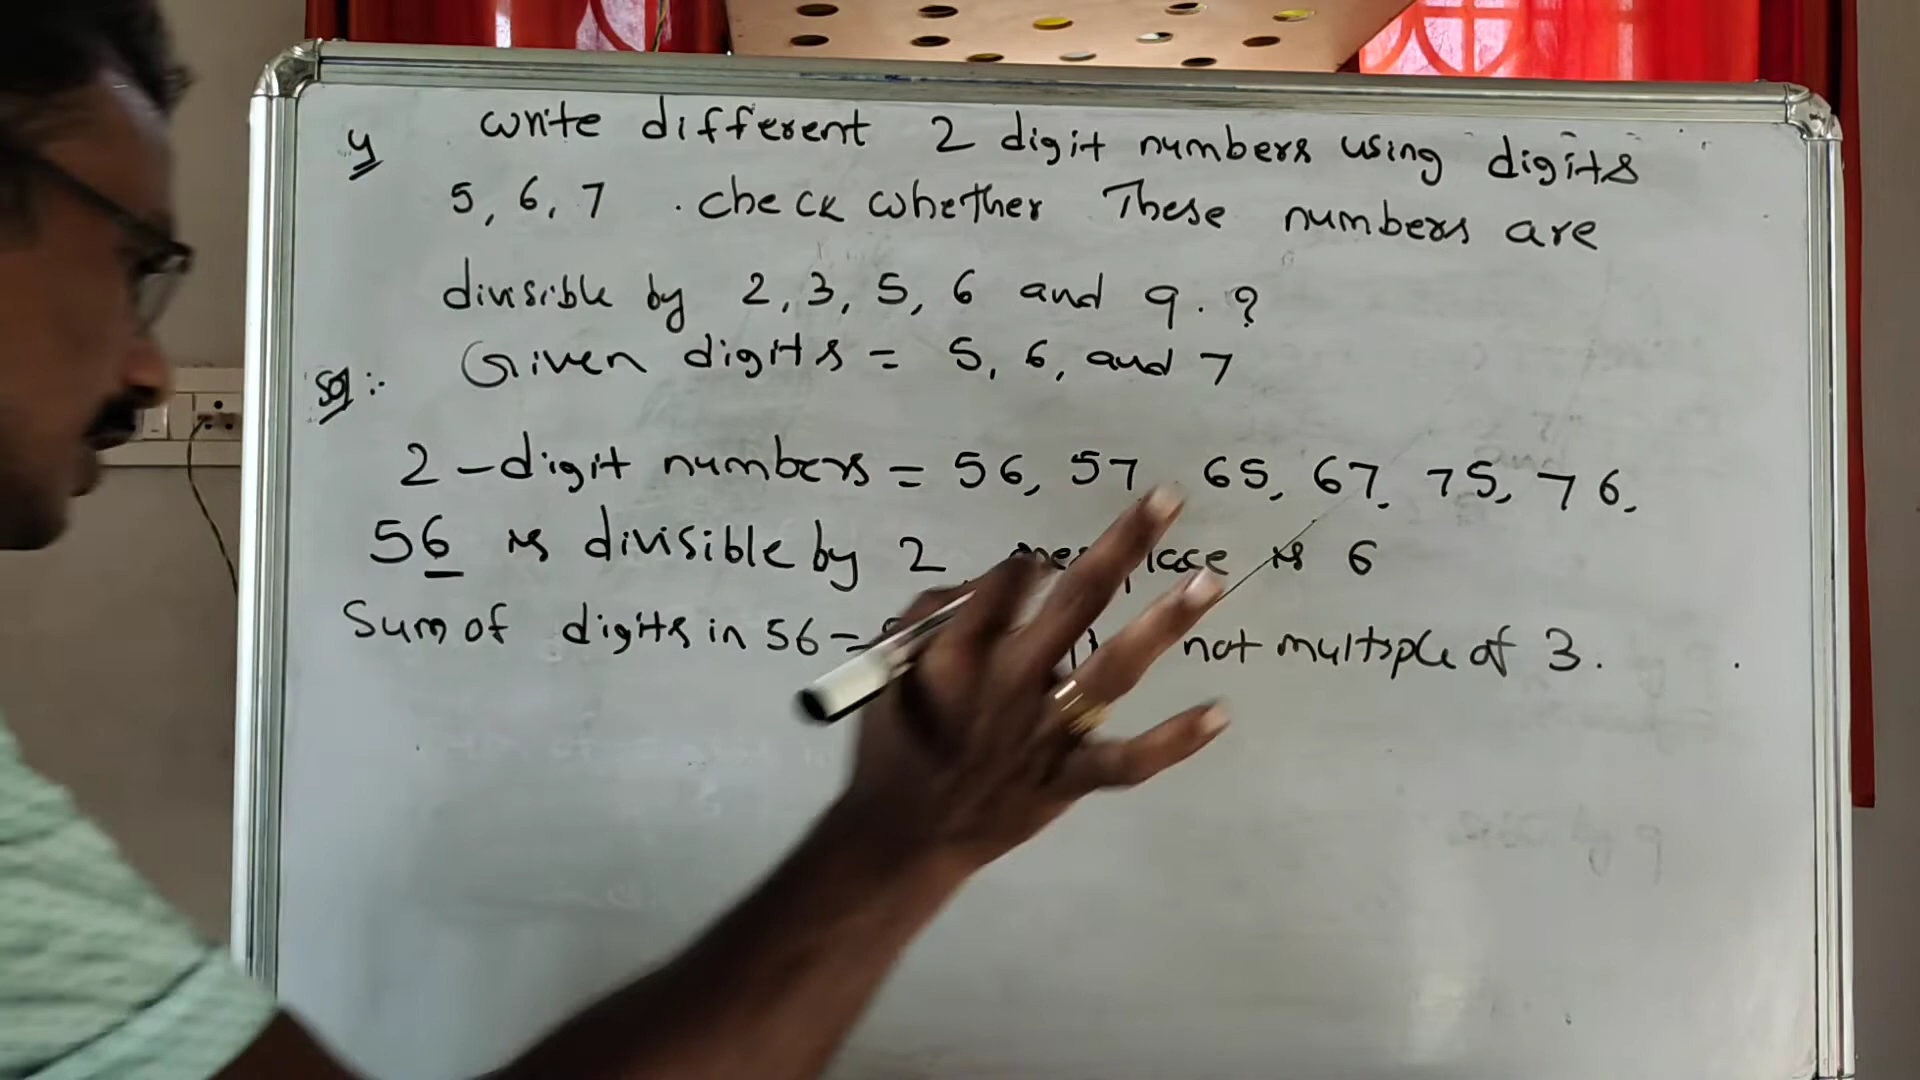 4
write different 2 digit numbers using digits
5, 6, 7 . check whether These numbers are
divisible by 2, 3, 5, 6 and 9. ?
Sol :- Given digits = 5, 6, and 7
2-digit numbers = 56, 57, 65, 67, 75, 76.
56 is divisible by 2, is 6
Sum of digits in 56 = not multiple of 3.